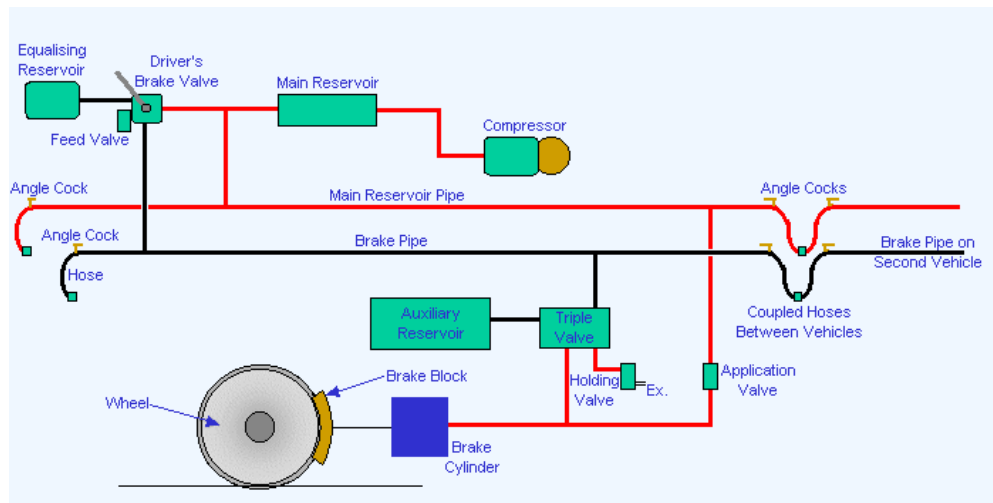 Equalising
Reservoir
Driver's
Brake Valve
Main Reservoir
Compressor
Feed Valve
Angle Cock
Main Reservoir Pipe
Angle Cocks
Angle Cock
Brake Pipe
Brake Pipe on
Second Vehicle
Hose
Auxiliary
Reservoir
Triple
Valve
Coupled Hoses
Between Vehicles
Brake Block
Holding
Valve
Ex.
Application
Valve
Wheel
Brake
Cylinder